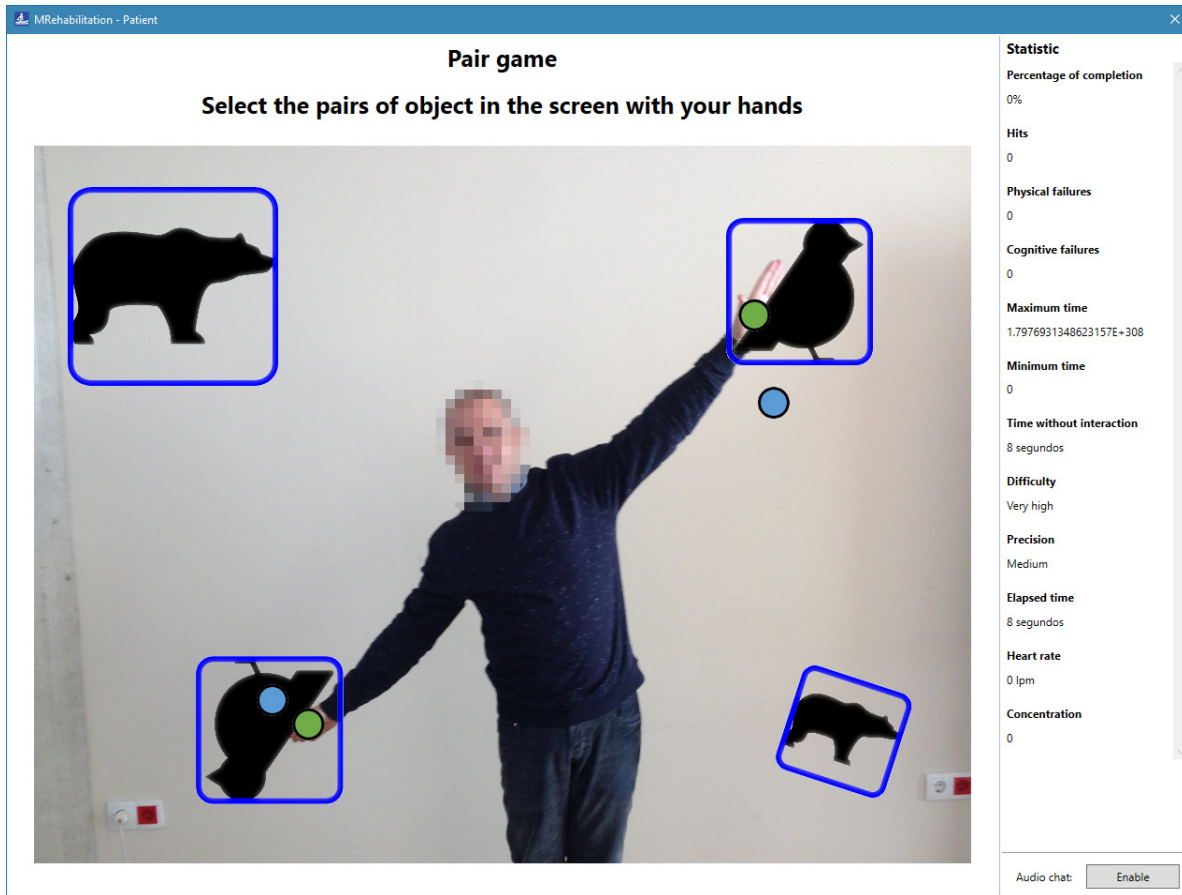 MRehabilitation - Patient
Pair game
Select the pairs of object in the screen with your hands
Statistic
Percentage of completion
0%
Hits
0
Physical failures
0
Cognitive failures
0
Maximum time
1.7976931348623157E+308
Minimum time
0
Time without interaction
8 segundos
Difficulty
Very high
Precision
Medium
Elapsed time
8 segundos
Heart rate
0 lpm
Concentration
0
Audio chat:
Enable